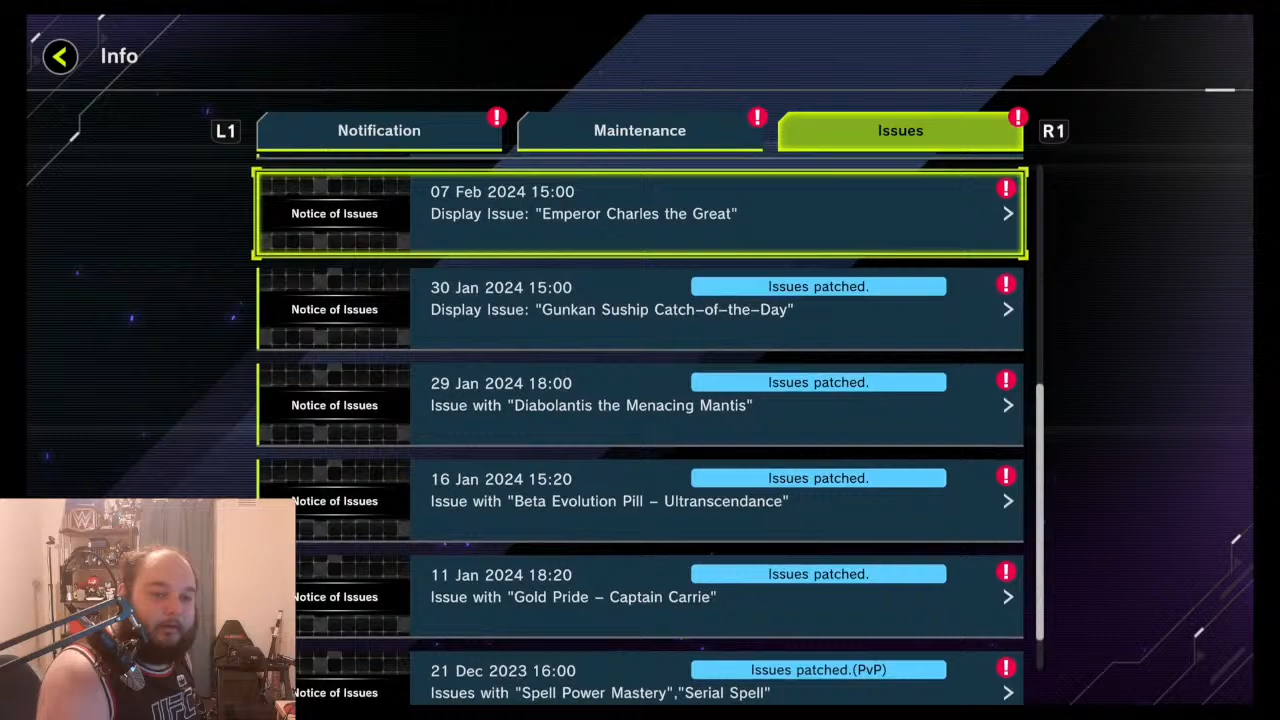 Info
L1
Notification
!
Maintenance
!
Issues
!
R1
Notice of Issues
07 Feb 2024 15:00
!
Display Issue: "Emperor Charles the Great"
Notice of Issues
30 Jan 2024 15:00
Issues patched.
!
Display Issue: "Gunkan Suship Catch-of-the-Day"
Notice of Issues
29 Jan 2024 18:00
Issues patched.
!
Issue with "Diabolantis the Menacing Mantis"
Notice of Issues
16 Jan 2024 15:20
Issues patched.
!
Issue with "Beta Evolution Pill – Ultranscendance"
Notice of Issues
11 Jan 2024 18:20
Issues patched.
!
Issue with "Gold Pride – Captain Carrie"
Notice of Issues
21 Dec 2023 16:00
Issues patched.(PvP)
!
Issues with "Spell Power Mastery","Serial Spell"
UFC